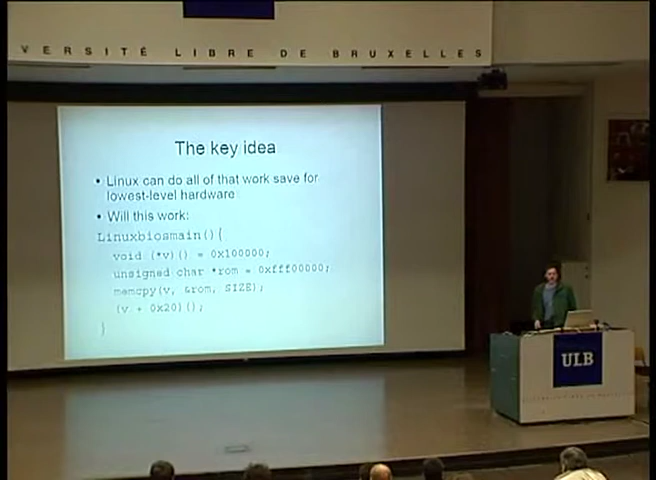 VERSITÉ LIBRE DE BRUXELLES
The key idea
• Linux can do all of that work save for
lowest-level hardware
• Will this work:
Linuxbiosmain(){
void (*v)() = 0x100000;
unsigned char *rom = 0xfff00000;
memcpy(v, &rom, SIZE);
(v + 0x20)();
}
ULB